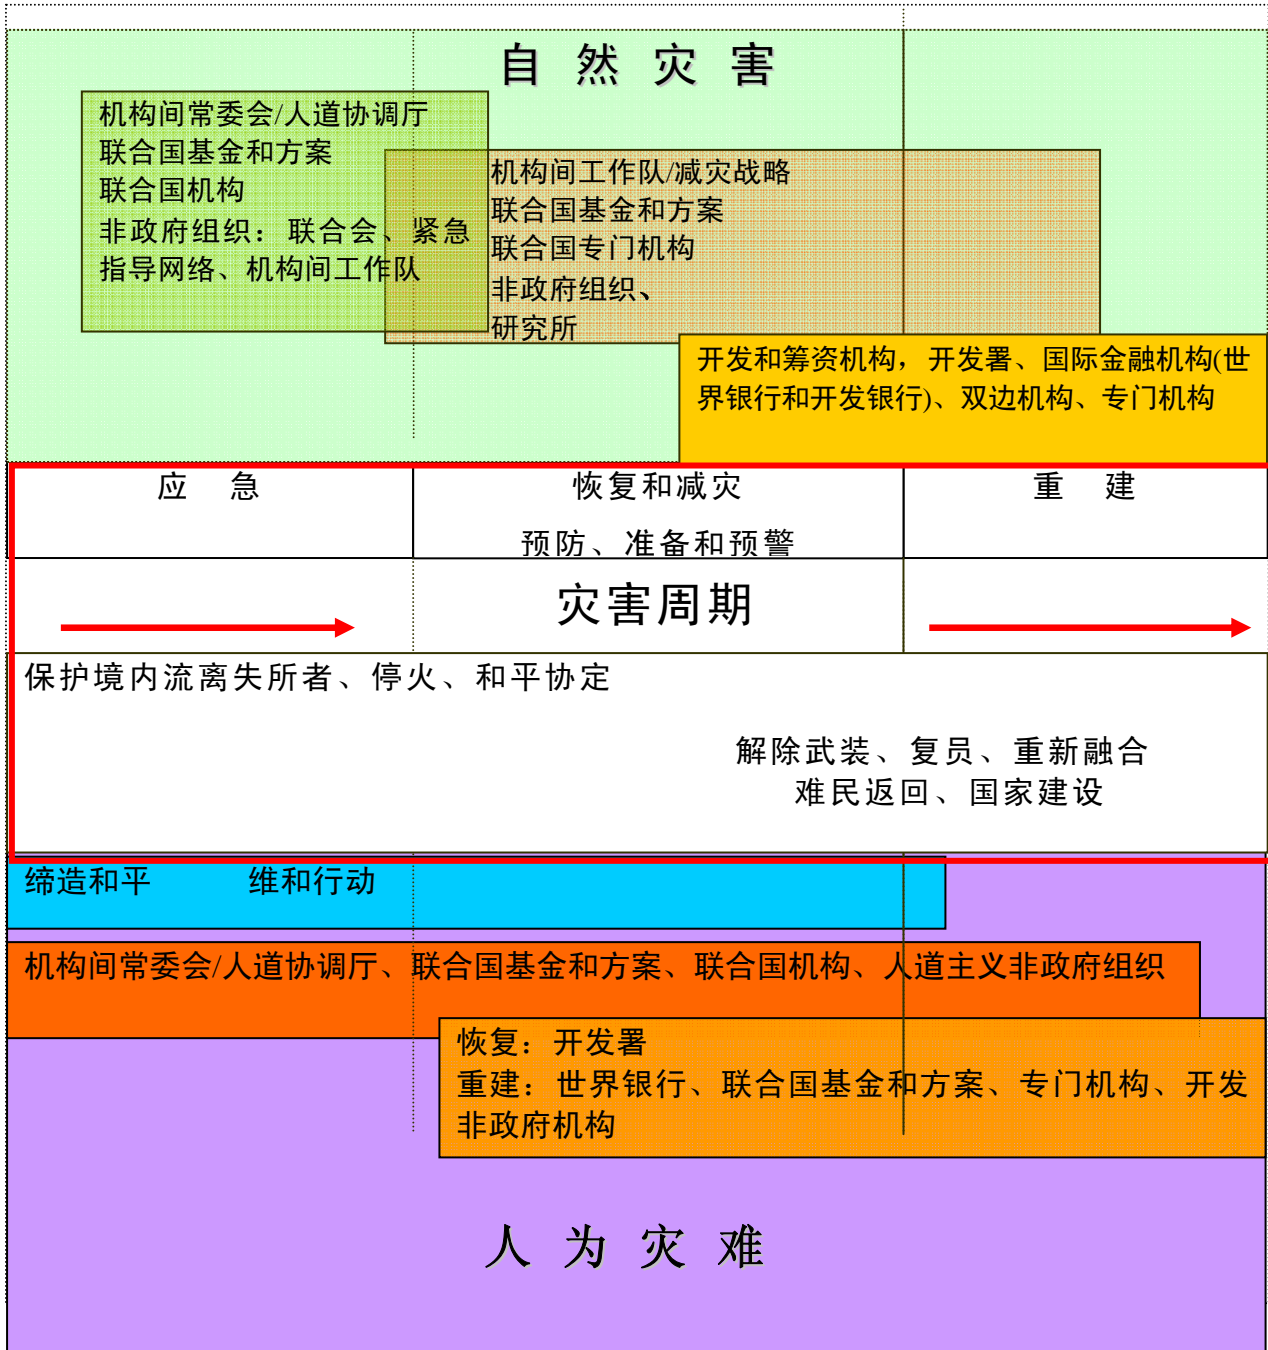 自 然 灾 害
机构间常委会/人道协调厅
联合国基金和方案
联合国机构
非政府组织：联合会、紧急
指导网络、机构间工作队
机构间工作队/减灾战略
联合国基金和方案
联合国专门机构
非政府组织、
研究所
开发和筹资机构，开发署、国际金融机构(世
界银行和开发银行)、双边机构、专门机构
应 急
恢复和减灾
预防、准备和预警
重 建
灾害周期
保护境内流离失所者、停火、和平协定
解除武装、复员、重新融合
难民返回、国家建设
缔造和平 维和行动
机构间常委会/人道协调厅、联合国基金和方案、联合国机构、人道主义非政府组织
恢复：开发署
重建：世界银行、联合国基金和方案、专门机构、开发
非政府机构
人 为 灾 难